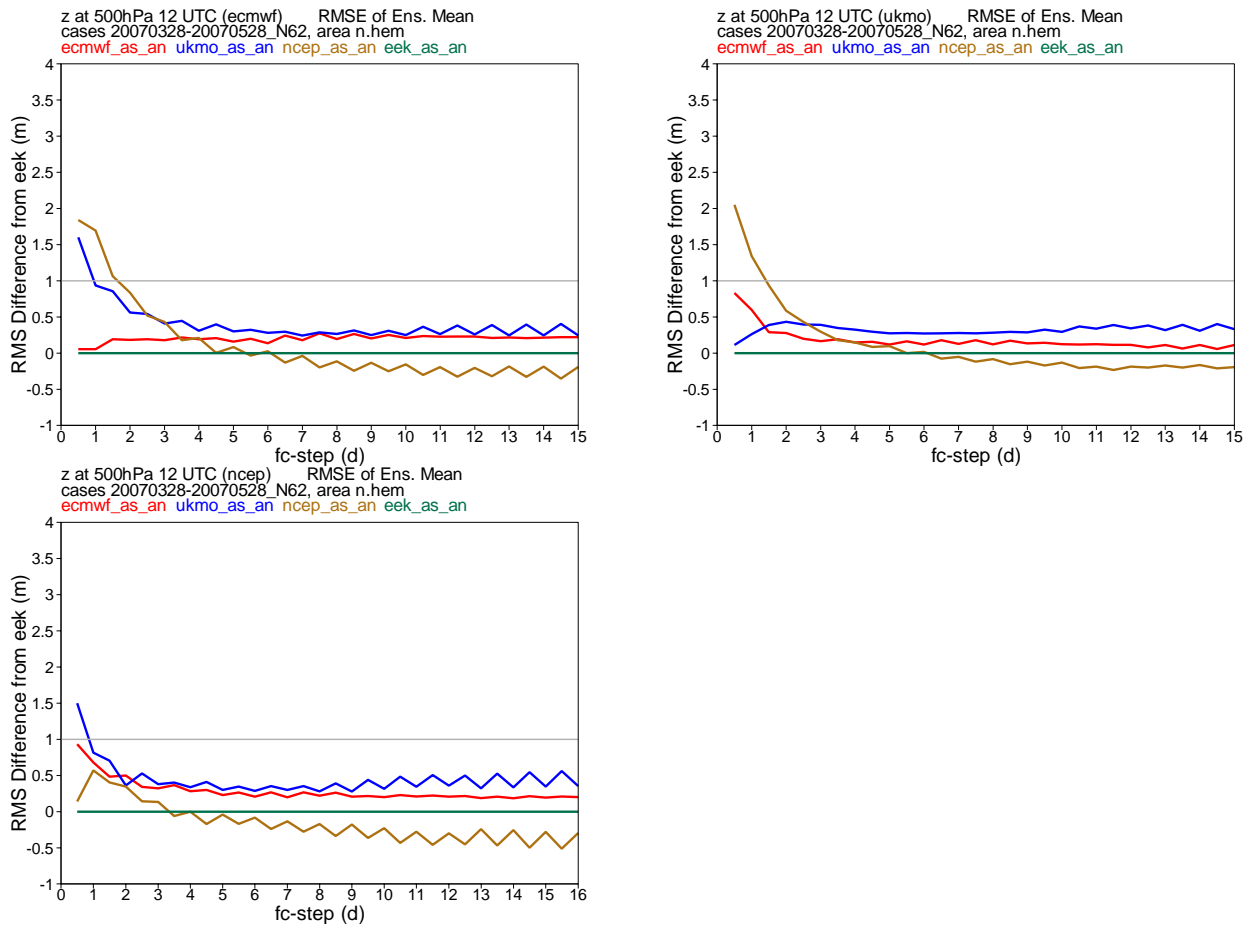 z at 500hPa 12 UTC (ecmwf) RMSE of Ens. Mean
cases 20070328-20070528_N62, area n.hem
ecmwf_as_an ukmo_as_an ncep_as_an eek_as_an
4
3.5
3
2.5
2
1.5
1
0.5
0
-0.5
-1
RMS Difference from eek (m)
0 1 2 3 4 5 6 7 8 9 10 11 12 13 14 15
fc-step (d)
z at 500hPa 12 UTC (ukmo) RMSE of Ens. Mean
cases 20070328-20070528_N62, area n.hem
ecmwf_as_an ukmo_as_an ncep_as_an eek_as_an
4
3.5
3
2.5
2
1.5
1
0.5
0
-0.5
-1
RMS Difference from eek (m)
0 1 2 3 4 5 6 7 8 9 10 11 12 13 14 15
fc-step (d)
z at 500hPa 12 UTC (ncep) RMSE of Ens. Mean
cases 20070328-20070528_N62, area n.hem
ecmwf_as_an ukmo_as_an ncep_as_an eek_as_an
4
3.5
3
2.5
2
1.5
1
0.5
0
-0.5
-1
RMS Difference from eek (m)
0 1 2 3 4 5 6 7 8 9 10 11 12 13 14 15 16
fc-step (d)